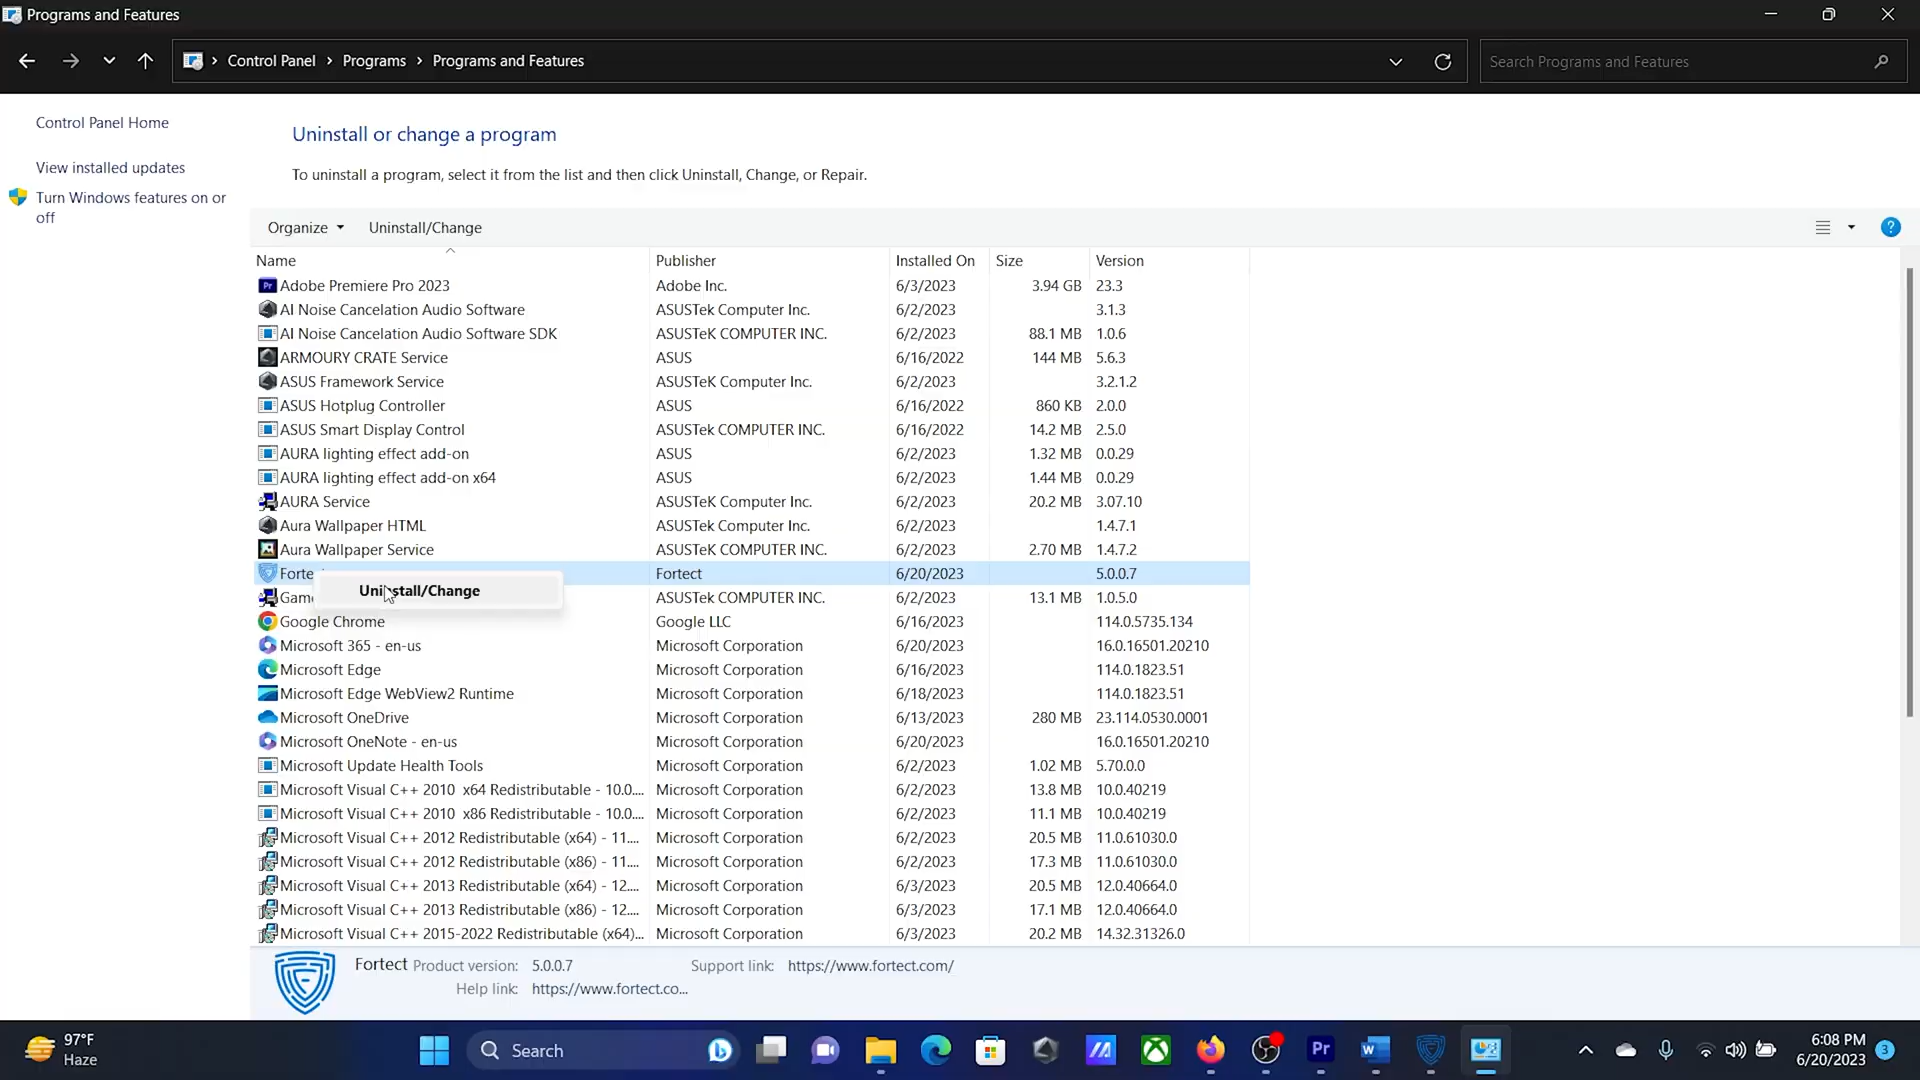 Programs and Features
Control Panel > Programs > Programs and Features
Search Programs and Features
Control Panel Home
View installed updates
Turn Windows features on or
off
Uninstall or change a program
To uninstall a program, select it from the list and then click Uninstall, Change, or Repair.
Organize Uninstall/Change ?
Name Publisher Installed On Size Version
Pr Adobe Premiere Pro 2023 Adobe Inc. 6/3/2023 3.94 GB 23.3
AI Noise Cancelation Audio Software ASUSTek Computer Inc. 6/2/2023 3.1.3
AI Noise Cancelation Audio Software SDK ASUSTeK COMPUTER INC. 6/2/2023 88.1 MB 1.0.6
ARMOURY CRATE Service ASUS 6/16/2022 144 MB 5.6.3
ASUS Framework Service ASUSTeK Computer Inc. 6/2/2023 3.2.1.2
ASUS Hotplug Controller ASUS 6/16/2022 860 KB 2.0.0
ASUS Smart Display Control ASUSTek COMPUTER INC. 6/16/2022 14.2 MB 2.5.0
AURA lighting effect add-on ASUS 6/2/2023 1.32 MB 0.0.29
AURA lighting effect add-on x64 ASUS 6/2/2023 1.44 MB 0.0.29
AURA Service ASUSTeK Computer Inc. 6/2/2023 20.2 MB 3.07.10
Aura Wallpaper HTML ASUSTek Computer Inc. 6/2/2023 1.4.7.1
Aura Wallpaper Service ASUSTeK COMPUTER INC. 6/2/2023 2.70 MB 1.4.7.2
Forte Fortect 6/20/2023 5.0.0.7
Uninstall/Change
Gam ASUSTek COMPUTER INC. 6/2/2023 13.1 MB 1.0.5.0
Google Chrome Google LLC 6/16/2023 114.0.5735.134
Microsoft 365 - en-us Microsoft Corporation 6/20/2023 16.0.16501.20210
Microsoft Edge Microsoft Corporation 6/16/2023 114.0.1823.51
Microsoft Edge WebView2 Runtime Microsoft Corporation 6/18/2023 114.0.1823.51
Microsoft OneDrive Microsoft Corporation 6/13/2023 280 MB 23.114.0530.0001
Microsoft OneNote - en-us Microsoft Corporation 6/20/2023 16.0.16501.20210
Microsoft Update Health Tools Microsoft Corporation 6/2/2023 1.02 MB 5.70.0.0
Microsoft Visual C++ 2010 x64 Redistributable - 10.0.... Microsoft Corporation 6/2/2023 13.8 MB 10.0.40219
Microsoft Visual C++ 2010 x86 Redistributable - 10.0.... Microsoft Corporation 6/2/2023 11.1 MB 10.0.40219
Microsoft Visual C++ 2012 Redistributable (x64) - 11.... Microsoft Corporation 6/2/2023 20.5 MB 11.0.61030.0
Microsoft Visual C++ 2012 Redistributable (x86) - 11.... Microsoft Corporation 6/2/2023 17.3 MB 11.0.61030.0
Microsoft Visual C++ 2013 Redistributable (x64) - 12.... Microsoft Corporation 6/3/2023 20.5 MB 12.0.40664.0
Microsoft Visual C++ 2013 Redistributable (x86) - 12.... Microsoft Corporation 6/3/2023 17.1 MB 12.0.40664.0
Microsoft Visual C++ 2015-2022 Redistributable (x64)... Microsoft Corporation 6/3/2023 20.2 MB 14.32.31326.0
Fortect Product version: 5.0.0.7 Support link: https://www.fortect.com/
Help link: https://www.fortect.co...
97°F
Haze
Search
Pr
6:08 PM
6/20/2023
3